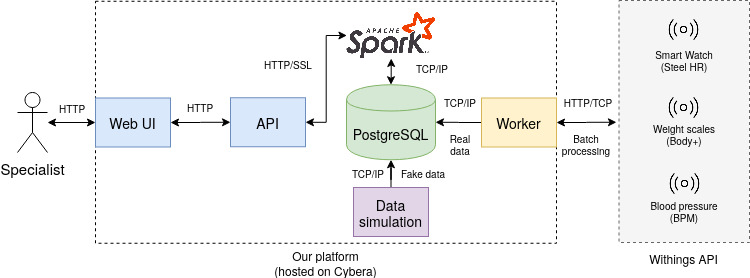 APACHE
Spark
TM
HTTP/SSL
TCP/IP
HTTP
Web UI
HTTP
API
PostgreSQL
TCP/IP
Real
data
Worker
HTTP/TCP
Batch
processing
Specialist
TCP/IP
Fake data
Data
simulation
Our platform
(hosted on Cybera)
Smart Watch
(Steel HR)
Weight scales
(Body+)
Blood pressure
(BPM)
Withings API